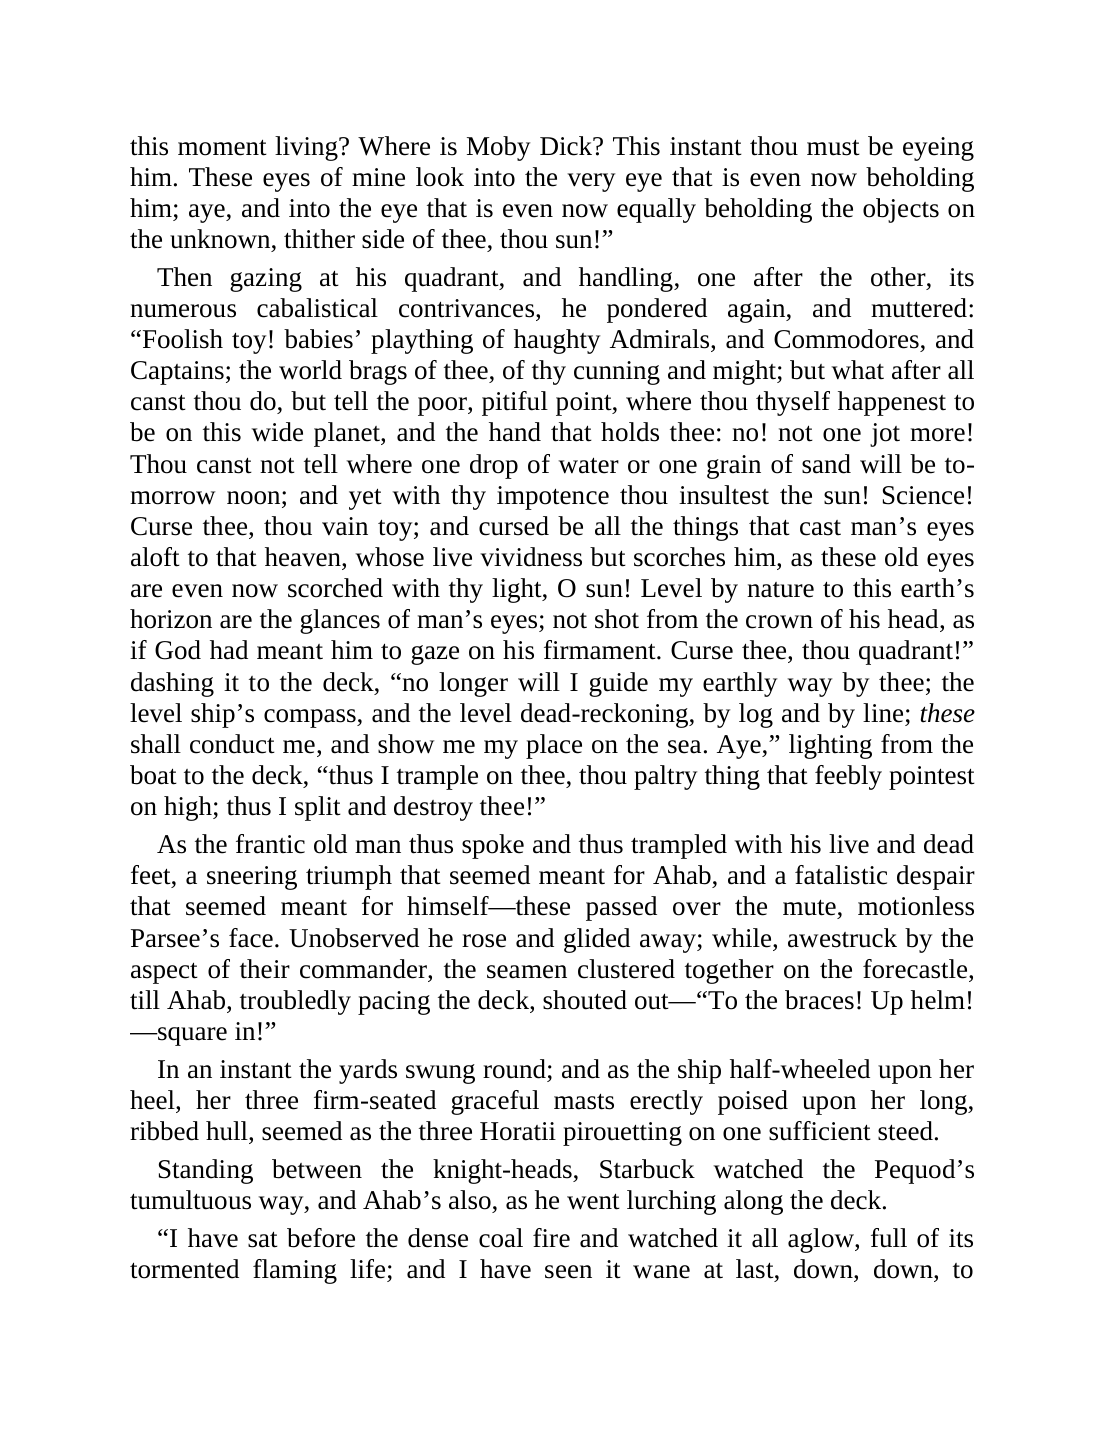 this moment living? Where is Moby Dick? This instant thou must be eyeing
him. These eyes of mine look into the very eye that is even now beholding
him; aye, and into the eye that is even now equally beholding the objects on
the unknown, thither side of thee, thou sun!”
Then gazing at his quadrant, and handling, one after the other, its
numerous cabalistical contrivances, he pondered again, and muttered:
“Foolish toy! babies’ plaything of haughty Admirals, and Commodores, and
Captains; the world brags of thee, of thy cunning and might; but what after all
canst thou do, but tell the poor, pitiful point, where thou thyself happenest to
be on this wide planet, and the hand that holds thee: no! not one jot more!
Thou canst not tell where one drop of water or one grain of sand will be to-
morrow noon; and yet with thy impotence thou insultest the sun! Science!
Curse thee, thou vain toy; and cursed be all the things that cast man’s eyes
aloft to that heaven, whose live vividness but scorches him, as these old eyes
are even now scorched with thy light, O sun! Level by nature to this earth’s
horizon are the glances of man’s eyes; not shot from the crown of his head, as
if God had meant him to gaze on his firmament. Curse thee, thou quadrant!”
dashing it to the deck, “no longer will I guide my earthly way by thee; the
level ship’s compass, and the level dead-reckoning, by log and by line; these
shall conduct me, and show me my place on the sea. Aye,” lighting from the
boat to the deck, “thus I trample on thee, thou paltry thing that feebly pointest
on high; thus I split and destroy thee!”
As the frantic old man thus spoke and thus trampled with his live and dead
feet, a sneering triumph that seemed meant for Ahab, and a fatalistic despair
that seemed meant for himself—these passed over the mute, motionless
Parsee’s face. Unobserved he rose and glided away; while, awestruck by the
aspect of their commander, the seamen clustered together on the forecastle,
till Ahab, troubledly pacing the deck, shouted out—“To the braces! Up helm!
—square in!”
In an instant the yards swung round; and as the ship half-wheeled upon her
heel, her three firm-seated graceful masts erectly poised upon her long,
ribbed hull, seemed as the three Horatii pirouetting on one sufficient steed.
Standing between the knight-heads, Starbuck watched the Pequod’s
tumultuous way, and Ahab’s also, as he went lurching along the deck.
“I have sat before the dense coal fire and watched it all aglow, full of its
tormented flaming life; and I have seen it wane at last, down, down, to